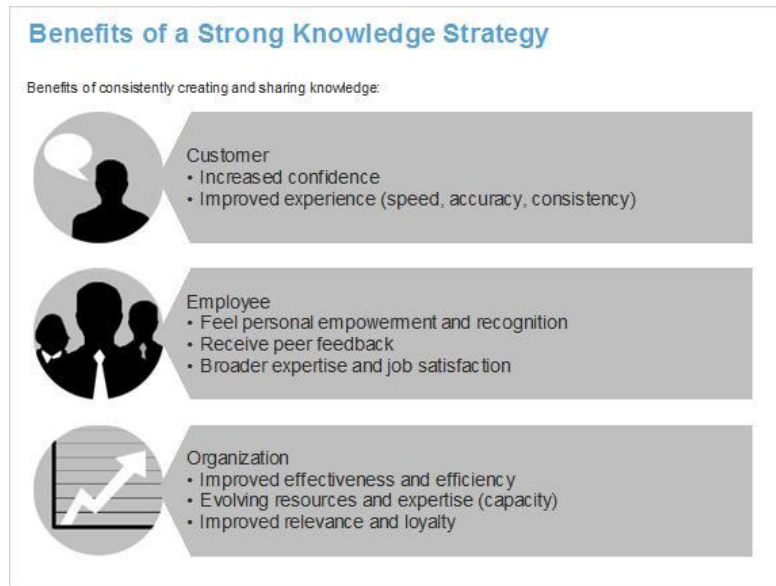 Benefits of a Strong Knowledge Strategy
Benefits of consistently creating and sharing knowledge:
Customer
• Increased confidence
• Improved experience (speed, accuracy, consistency)
Employee
• Feel personal empowerment and recognition
• Receive peer feedback
• Broader expertise and job satisfaction
Organization
• Improved effectiveness and efficiency
• Evolving resources and expertise (capacity)
• Improved relevance and loyalty